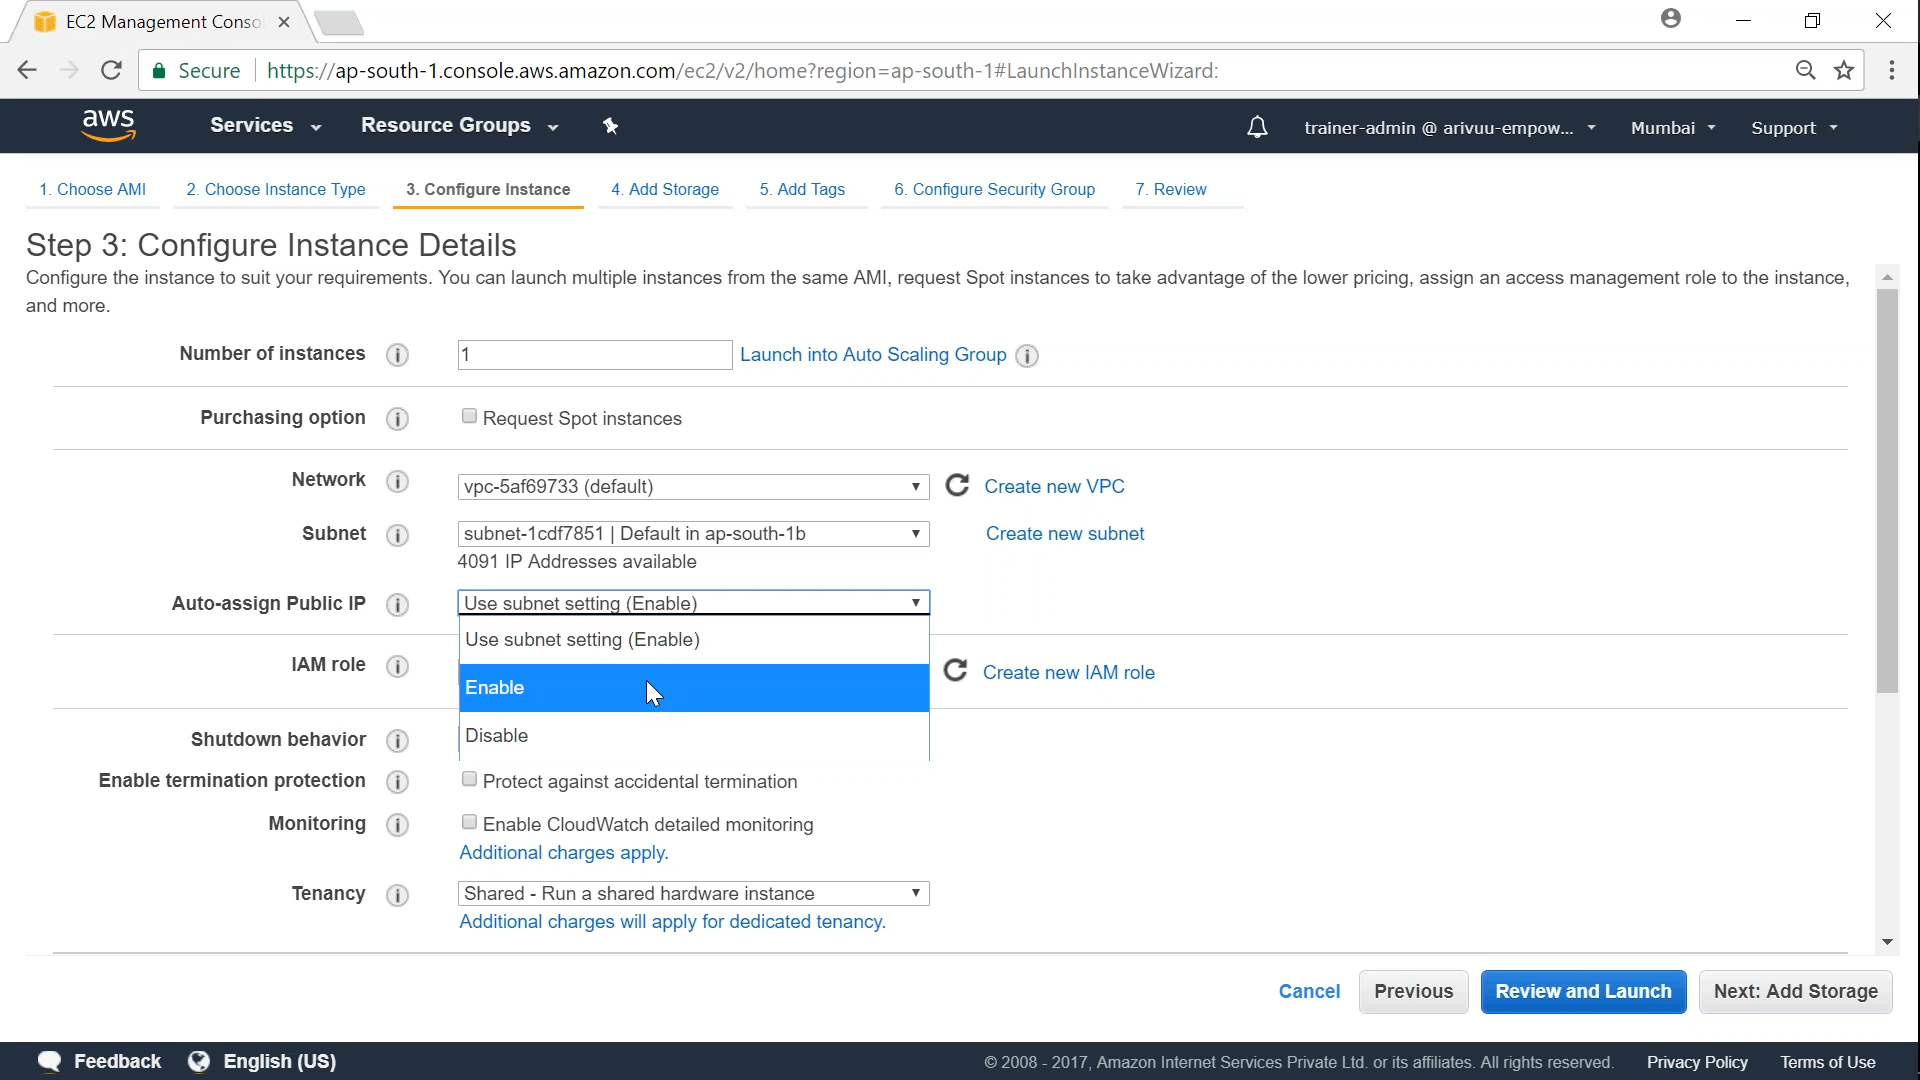 EC2 Management Conso
Secure https://ap-south-1.console.aws.amazon.com/ec2/v2/home?region=ap-south-1#LaunchInstanceWizard:
aws Services Resource Groups trainer-admin @ arivuu-empow... Mumbai Support
1. Choose AMI 2. Choose Instance Type 3. Configure Instance 4. Add Storage 5. Add Tags 6. Configure Security Group 7. Review
Step 3: Configure Instance Details
Configure the instance to suit your requirements. You can launch multiple instances from the same AMI, request Spot instances to take advantage of the lower pricing, assign an access management role to the instance,
and more.
Number of instances i 1 Launch into Auto Scaling Group i
Purchasing option i Request Spot instances
Network i vpc-5af69733 (default) Create new VPC
Subnet i subnet-1cdf7851 | Default in ap-south-1b Create new subnet
4091 IP Addresses available
Auto-assign Public IP i Use subnet setting (Enable)
Use subnet setting (Enable)
IAM role i Create new IAM role
Enable
Disable
Shutdown behavior i
Enable termination protection i Protect against accidental termination
Monitoring i Enable CloudWatch detailed monitoring
Additional charges apply.
Tenancy i Shared - Run a shared hardware instance
Additional charges will apply for dedicated tenancy.
Cancel Previous Review and Launch Next: Add Storage
Feedback English (US) © 2008 - 2017, Amazon Internet Services Private Ltd. or its affiliates. All rights reserved. Privacy Policy Terms of Use